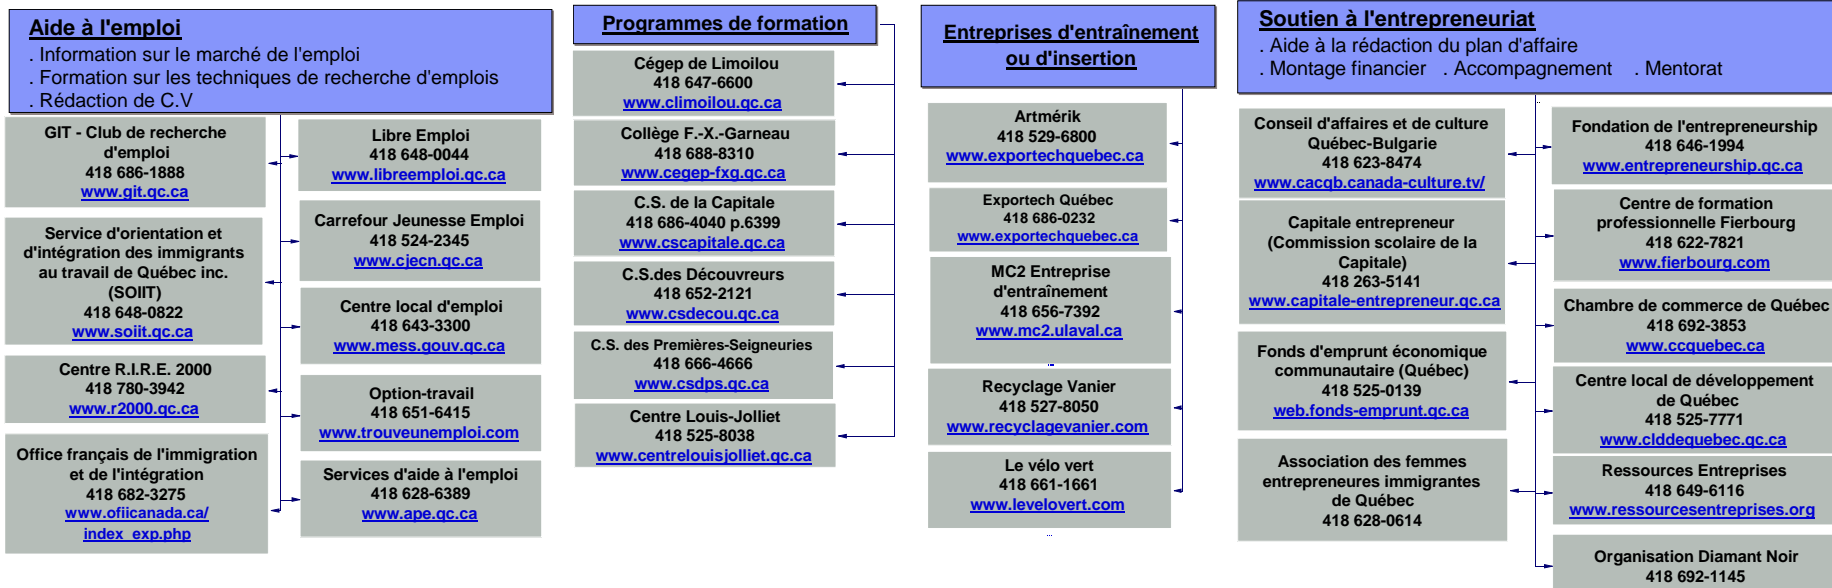 Aide à l'emploi
. Information sur le marché de l'emploi
. Formation sur les techniques de recherche d'emplois
. Rédaction de C.V
GIT - Club de recherche
d'emploi
418 686-1888
www.git.qc.ca
Service d'orientation et
d'intégration des immigrants
au travail de Québec inc.
(SOIIT)
418 648-0822
www.soiit.qc.ca
Centre R.I.R.E. 2000
418 780-3942
www.r2000.qc.ca
Office français de l'immigration
et de l'intégration
418 682-3275
www.ofiicanada.ca/
index_exp.php
Libre Emploi
418 648-0044
www.libreemploi.qc.ca
Carrefour Jeunesse Emploi
418 524-2345
www.cjecn.qc.ca
Centre local d'emploi
418 643-3300
www.mess.gouv.qc.ca
Option-travail
418 651-6415
www.trouveunemploi.com
Services d'aide à l'emploi
418 628-6389
www.ape.qc.ca
Programmes de formation
Cégep de Limoilou
418 647-6600
www.climoilou.qc.ca
Collège F.-X.-Garneau
418 688-8310
www.cegep-fxg.qc.ca
C.S. de la Capitale
418 686-4040 p.6399
www.cscapitale.qc.ca
C.S.des Découvreurs
418 652-2121
www.csdecou.qc.ca
C.S. des Premières-Seigneuries
418 666-4666
www.csdps.qc.ca
Centre Louis-Jolliet
418 525-8038
www.centrelouisjolliet.qc.ca
Entreprises d'entraînement
ou d'insertion
Artmérik
418 529-6800
www.exportechquebec.ca
Exportech Québec
418 686-0232
www.exportechquebec.ca
MC2 Entreprise
d'entraînement
418 656-7392
www.mc2.ulaval.ca
Recyclage Vanier
418 527-8050
www.recyclagevanier.com
Le vélo vert
418 661-1661
www.levelovert.com
Soutien à l'entrepreneuriat
. Aide à la rédaction du plan d'affaire
. Montage financier . Accompagnement . Mentorat
Conseil d'affaires et de culture
Québec-Bulgarie
418 623-8474
www.cacqb.canada-culture.tv/
Capitale entrepreneur
(Commission scolaire de la
Capitale)
418 263-5141
www.capitale-entrepreneur.qc.ca
Fonds d'emprunt économique
communautaire (Québec)
418 525-0139
web.fonds-emprunt.qc.ca
Association des femmes
entrepreneures immigrantes
de Québec
418 628-0614
Fondation de l'entrepreneurship
418 646-1994
www.entrepreneurship.qc.ca
Centre de formation
professionnelle Fierbourg
418 622-7821
www.fierbourg.com
Chambre de commerce de Québec
418 692-3853
www.ccquebec.ca
Centre local de développement
de Québec
418 525-7771
www.clddequebec.qc.ca
Ressources Entreprises
418 649-6116
www.ressourcesentreprises.org
Organisation Diamant Noir
418 692-1145